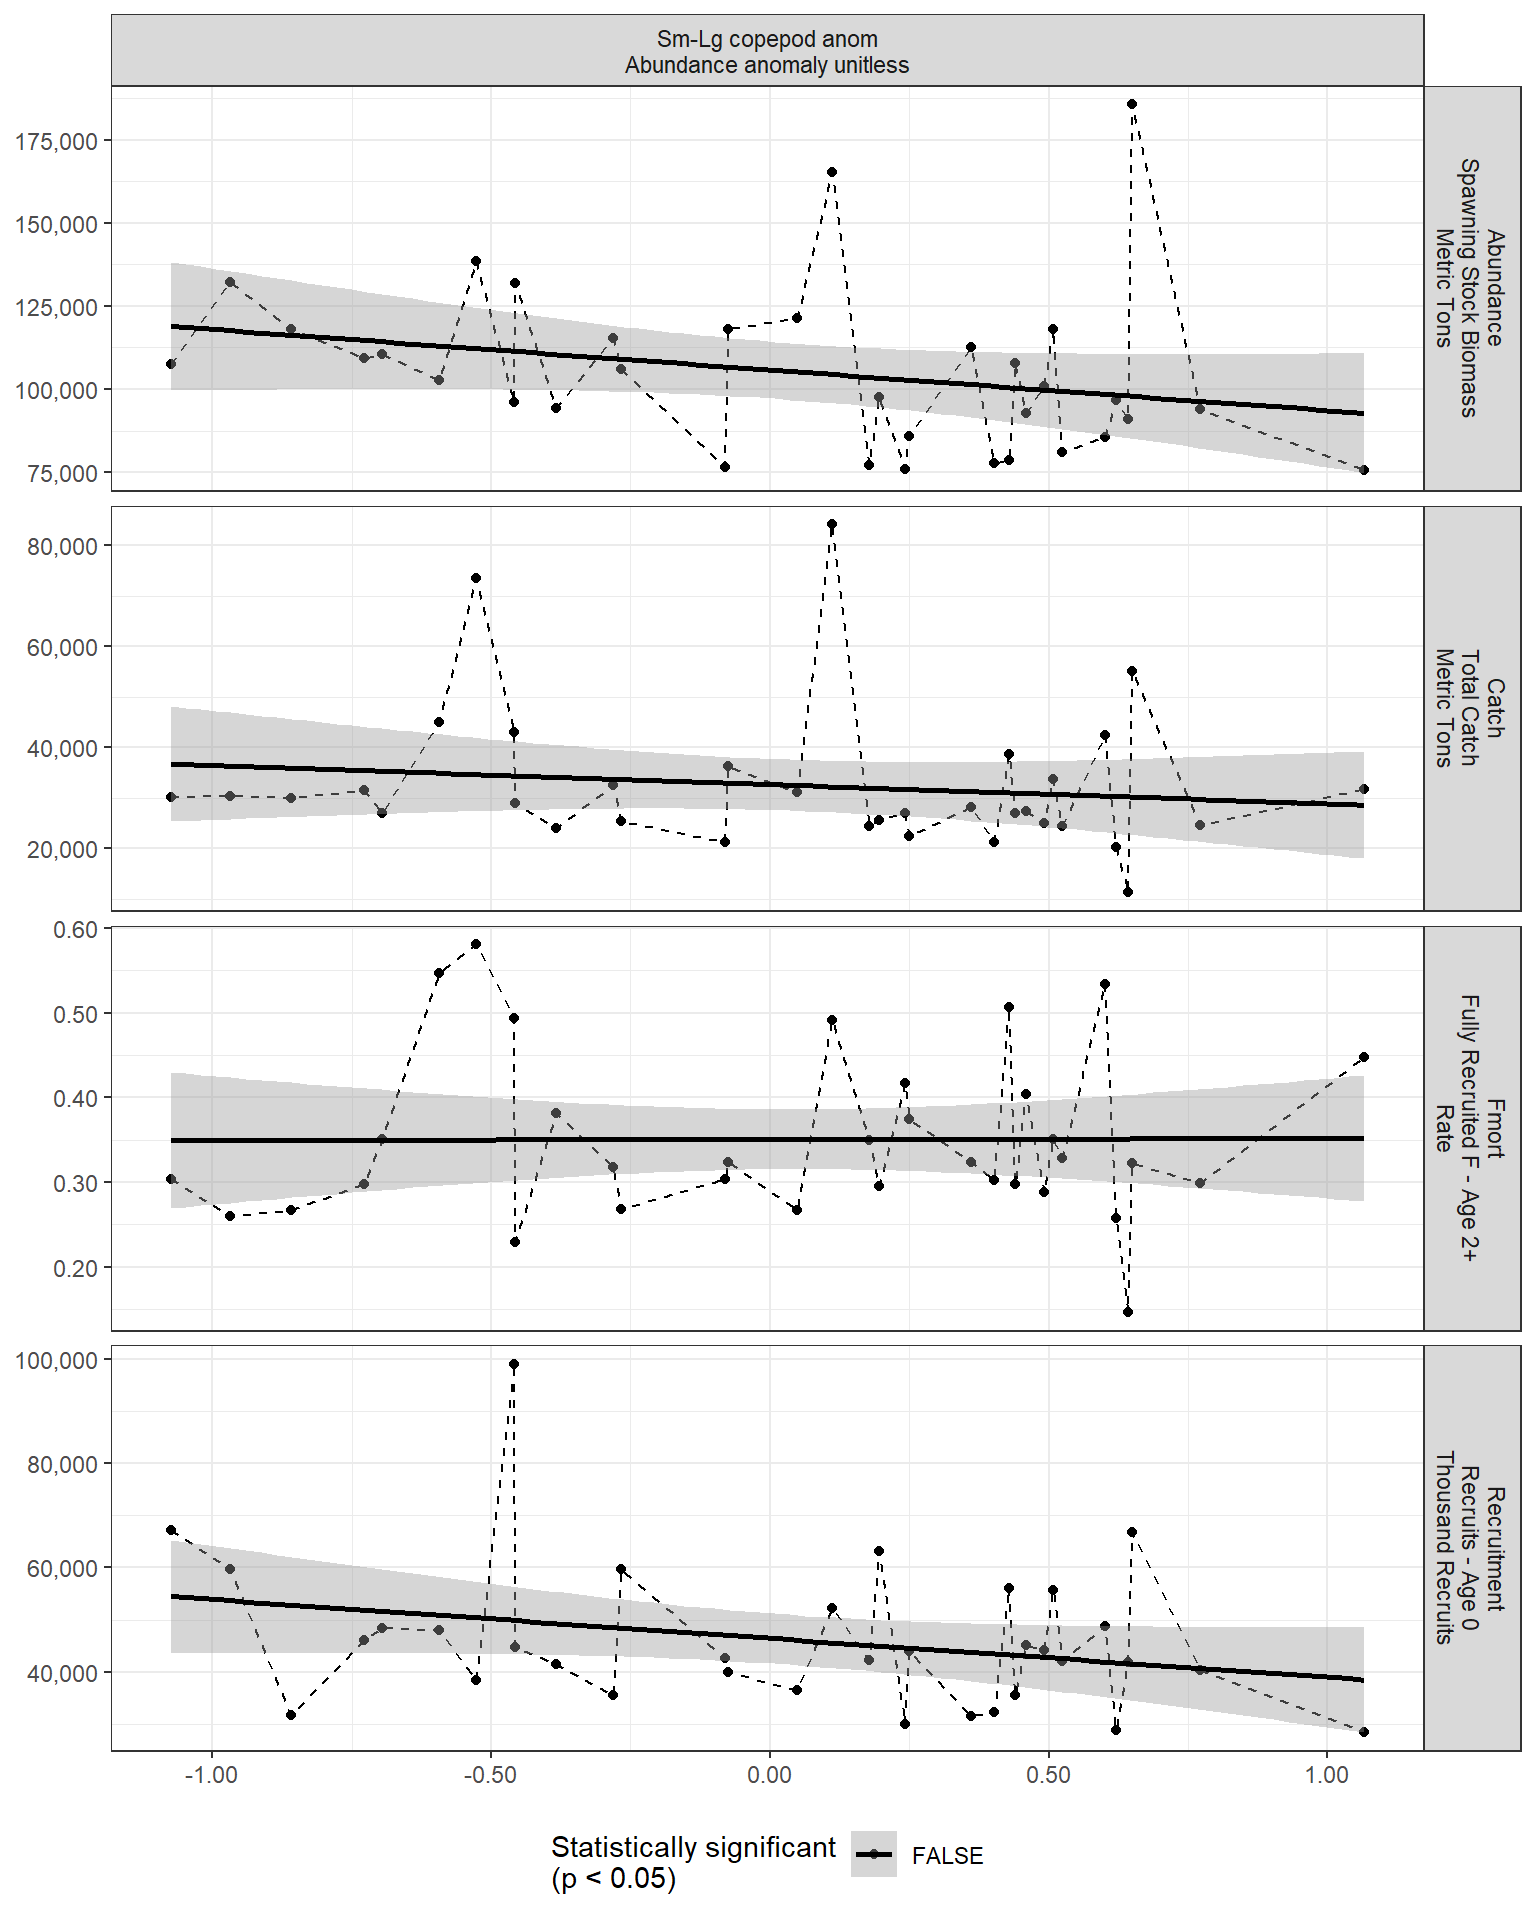 Sm-Lg copepod anom
Abundance anomaly unitless
175,000
150,000
125,000
100,000
75,000
Abundance
Spawning Stock Biomass
Metric Tons
80,000
60,000
40,000
20,000
Catch
Total Catch
Metric Tons
0.60
0.50
0.40
0.30
0.20
Fmort
Fully Recruited F - Age 2+
Rate
100,000
80,000
60,000
40,000
Recruitment
Recruits - Age 0
Thousand Recruits
-1.00
-0.50
0.00
0.50
1.00
Statistically significant
(p < 0.05)
FALSE